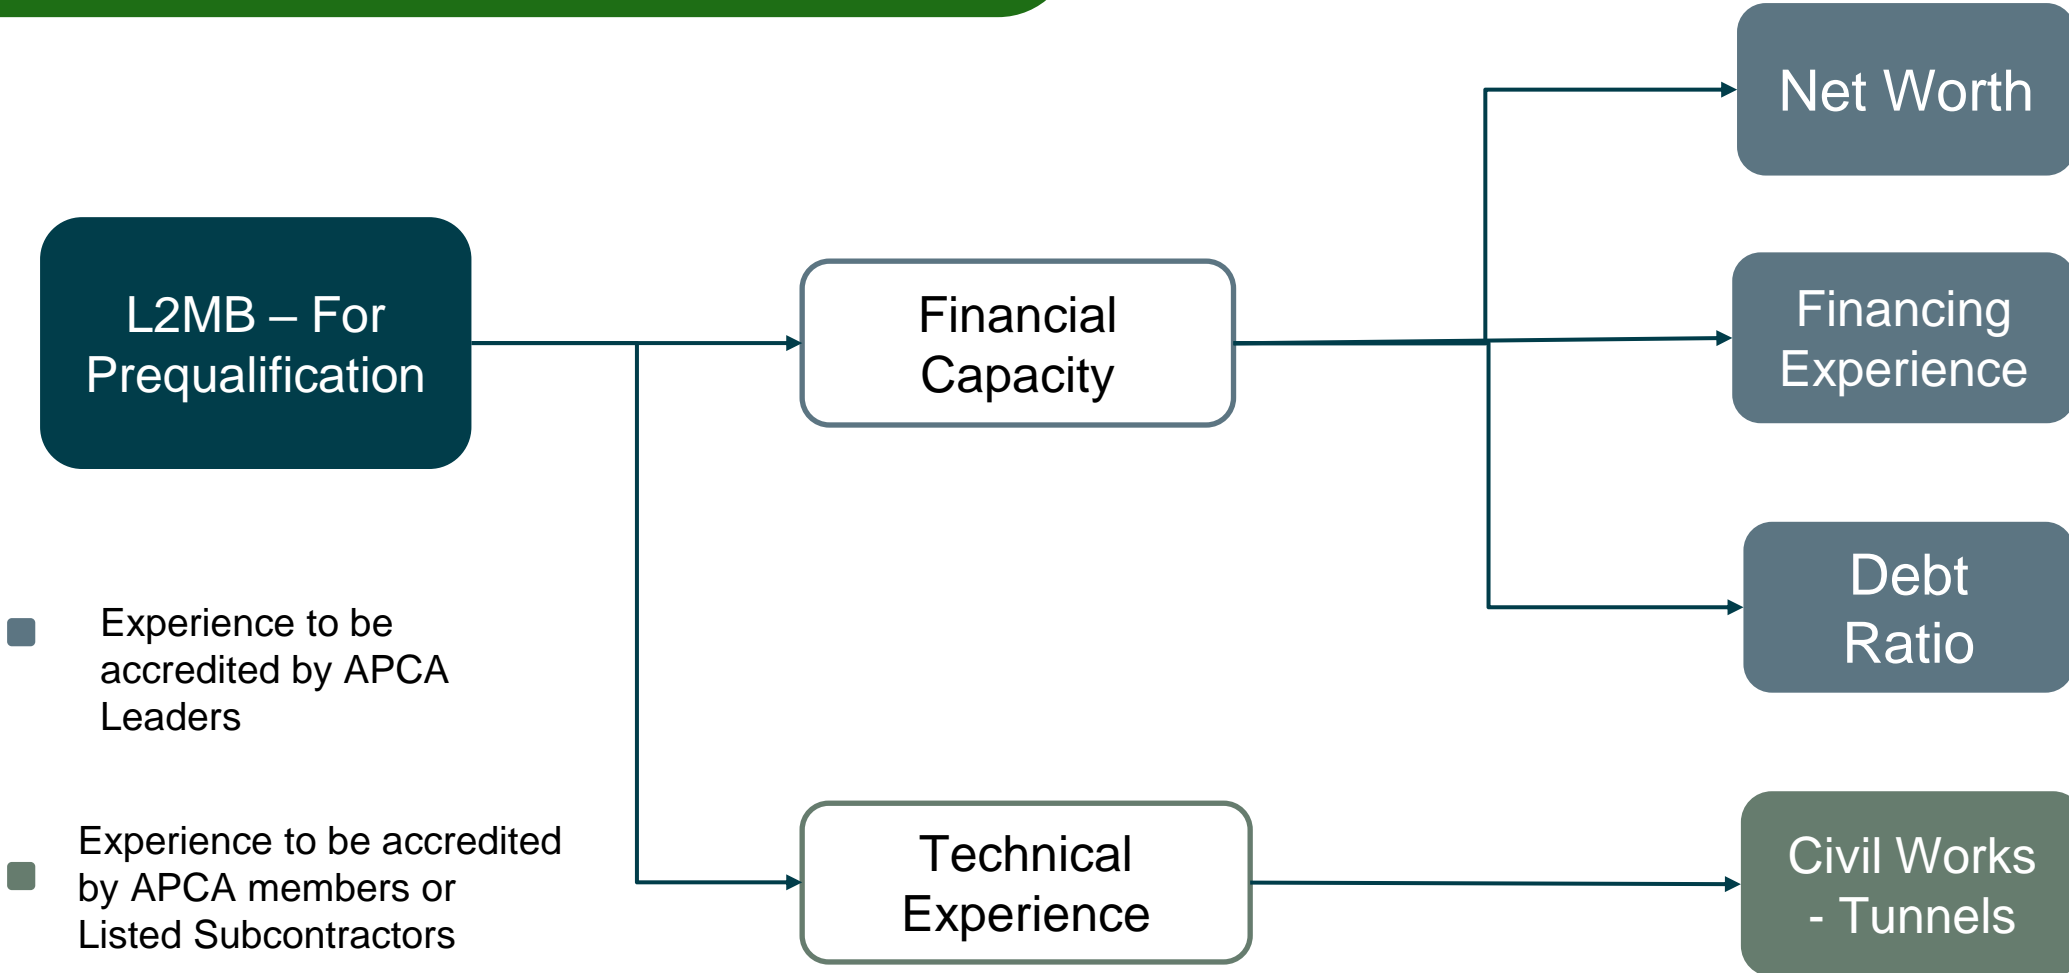 Net Worth
L2MB – For
Prequalification
Financial
Capacity
Financing
Experience
Debt
Ratio
Experience to be
accredited by APCA
Leaders
Experience to be accredited
by APCA members or
Listed Subcontractors
Technical
Experience
Civil Works
- Tunnels